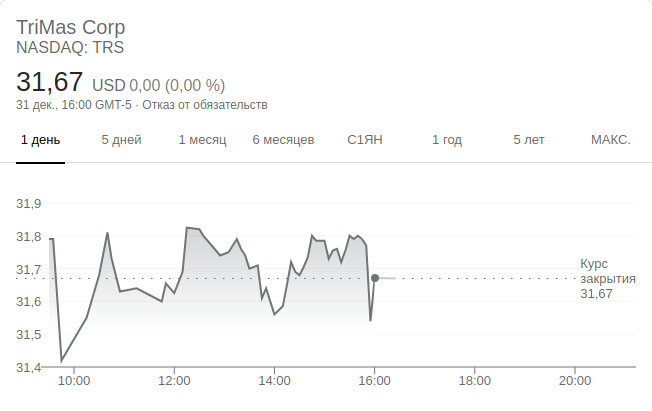 TriMas Corp
NASDAQ: TRS
31,67 USD 0,00 (0,00 %)
31 дек., 16:00 GMT-5 · Отказ от обязательств
1 день 5 дней 1 месяц 6 месяцев С1ЯН 1 год 5 лет МАКС.
31,9
31,8
31,7
31,6
31,5
31,4
Курс
закрытия
31,67
10:00 12:00 14:00 16:00 18:00 20:00